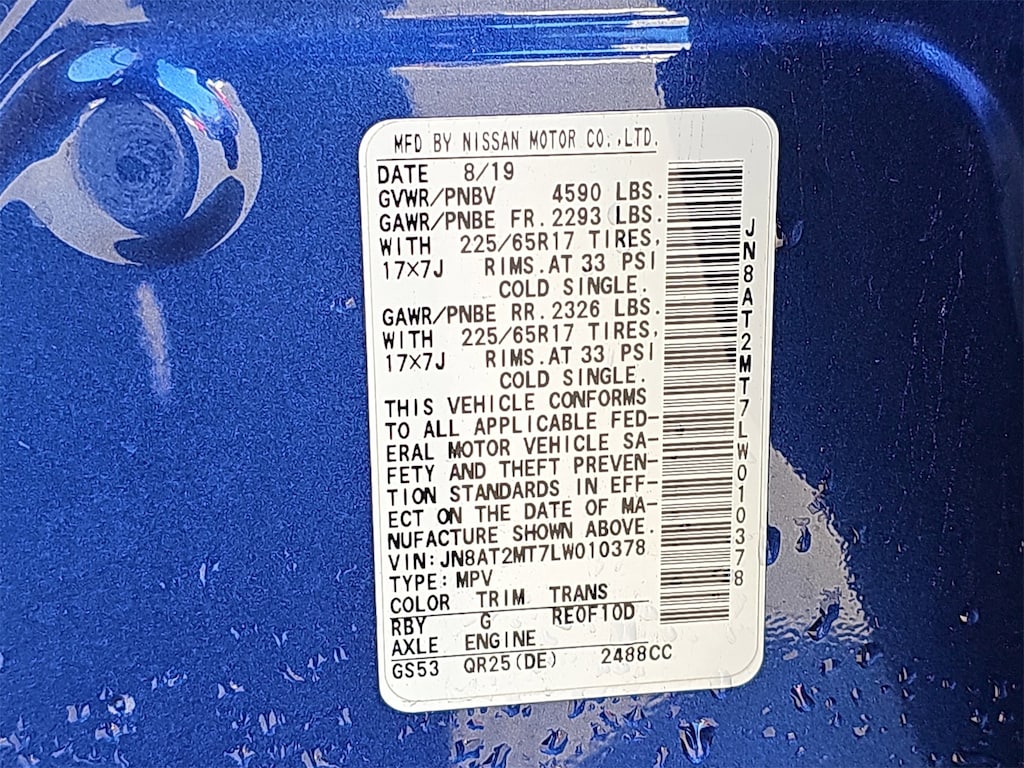 MFD BY NISSAN MOTOR CO.,LTD.
DATE 8/19
GVWR/PNBV 4590 LBS.
GAWR/PNBE FR.2293 LBS.
WITH 225/65R17 TIRES,
17×7J RIMS.AT 33 PSI
COLD SINGLE.
GAWR/PNBE RR.2326 LBS.
WITH 225/65R17 TIRES,
17×7J RIMS.AT 33 PSI
COLD SINGLE.
THIS VEHICLE CONFORMS
TO ALL APPLICABLE FED-
ERAL MOTOR VEHICLE SA-
FETY AND THEFT PREVEN-
TION STANDARDS IN EFF-
ECT ON THE DATE OF MA-
NUFACTURE SHOWN ABOVE.
VIN:JN8AT2MT7LW010378
TYPE:MPV
COLOR TRIM TRANS
RBY G RE0F10D
AXLE ENGINE
GS53 QR25(DE) 2488CC
JN8AT2MT7LW010378